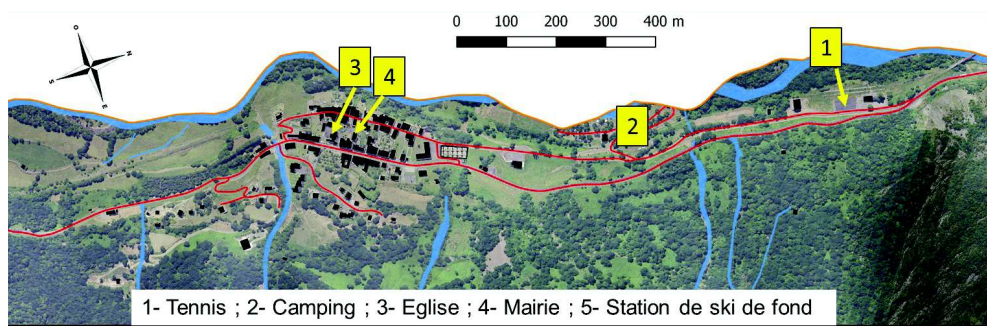 0 100 200 300 400 m
O
N
S
E
1
3
4
2
1- Tennis ; 2- Camping ; 3- Eglise ; 4- Mairie ; 5- Station de ski de fond